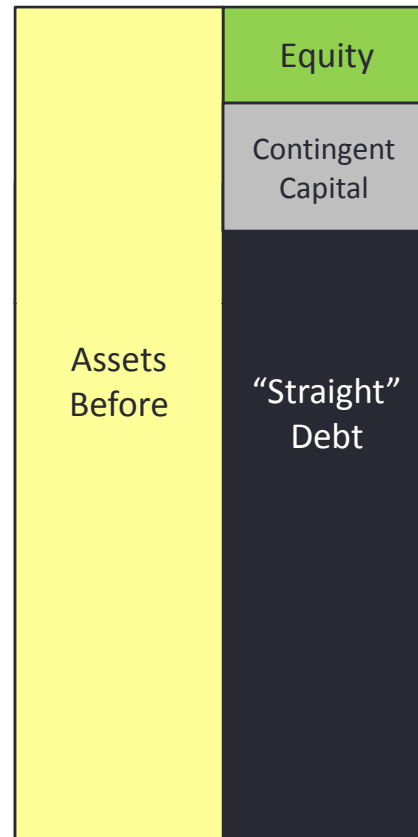 Equity
Contingent
Capital
Assets
Before
“Straight”
Debt